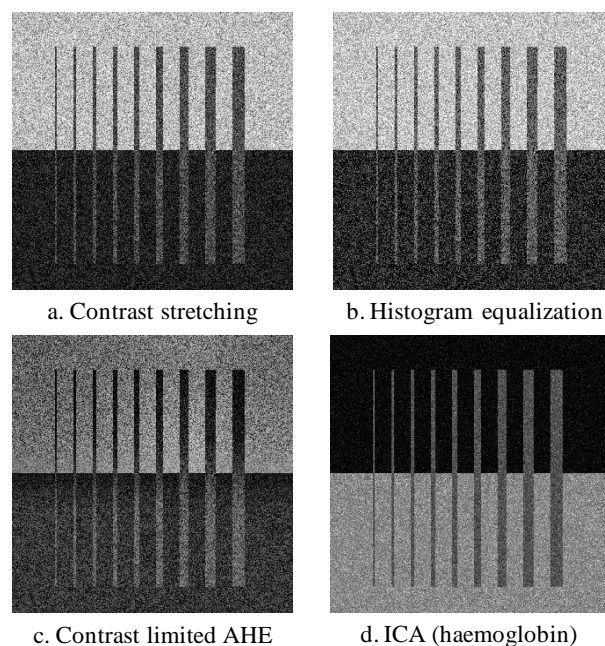 a. Contrast stretching
b. Histogram equalization
c. Contrast limited AHE
d. ICA (haemoglobin)